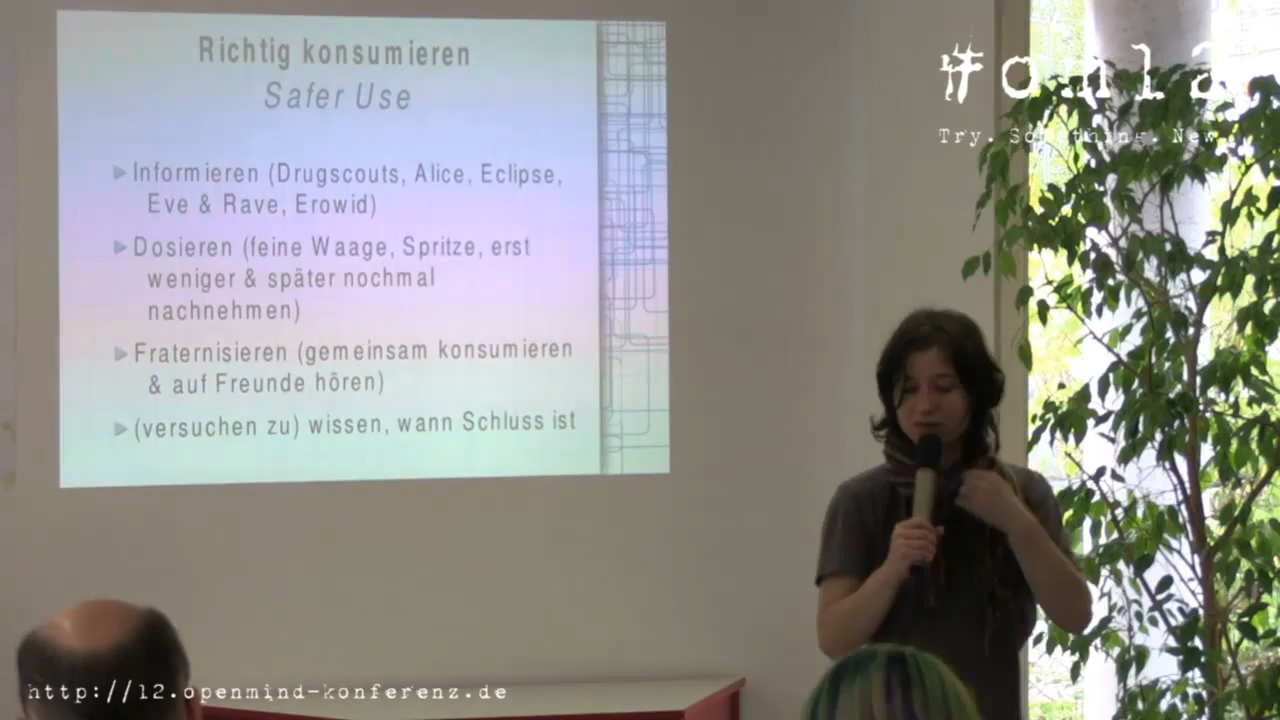 Richtig konsumieren
Safer Use
Informieren (Drugscouts, Alice, Eclipse,
Eve & Rave, Erowid)
Dosieren (feine Waage, Spritze, erst
weniger & später nochmal
nachnehmen)
Fraternisieren (gemeinsam konsumieren
& auf Freunde hören)
(versuchen zu) wissen, wann Schluss ist
Try. Something. New.
http://12.openmind-konferenz.de